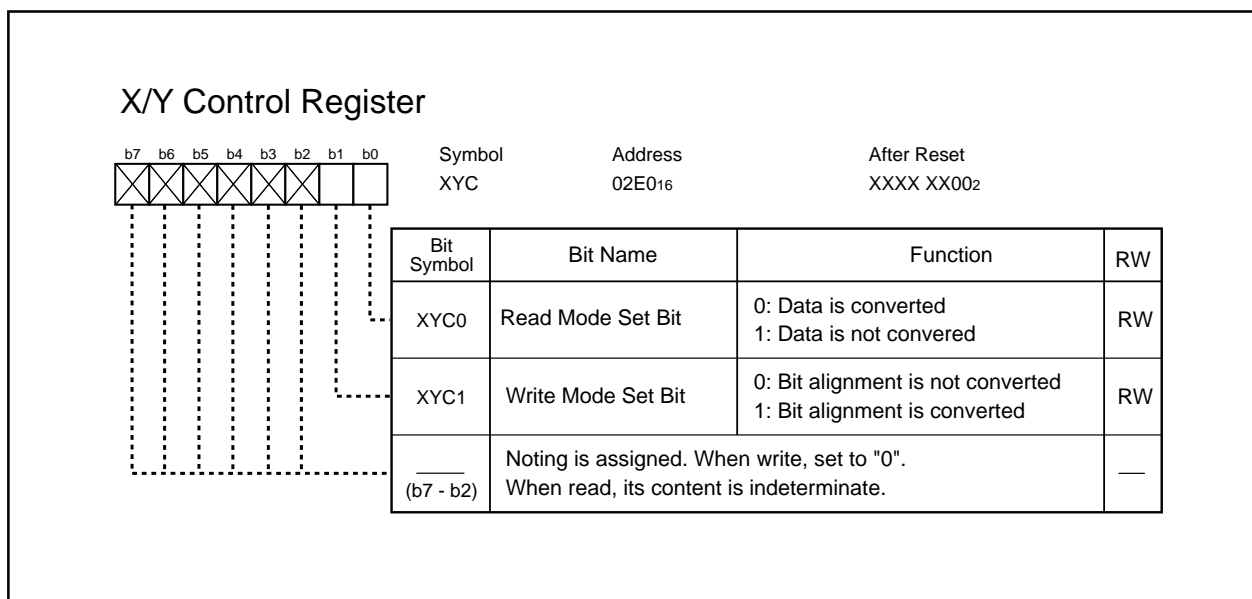 X/Y Control Register
b7 b6 b5 b4 b3 b2 b1 b0
Symbol Address After Reset
XYC 02E016 XXXX XX002
Bit Symbol Bit Name Function RW
XYC0 Read Mode Set Bit 0: Data is converted
1: Data is not convered RW
XYC1 Write Mode Set Bit 0: Bit alignment is not converted
1: Bit alignment is converted RW
(b7 - b2) Noting is assigned. When write, set to "0".
When read, its content is indeterminate.